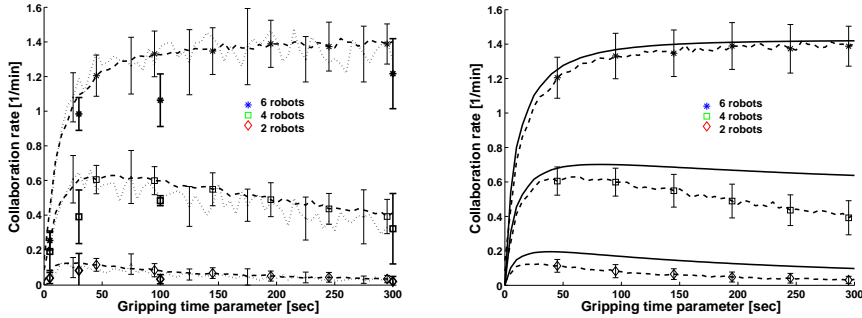 1.6
1.4
1.2
1
0.8
0.6
0.4
0.2
0
Collaboration rate [1/min]
6 robots
4 robots
2 robots
0 50 100 150 200 250 300
Gripping time parameter [sec]
1.6
1.4
1.2
1
0.8
0.6
0.4
0.2
0
Collaboration rate [1/min]
6 robots
4 robots
2 robots
0 50 100 150 200 250 300
Gripping time parameter [sec]